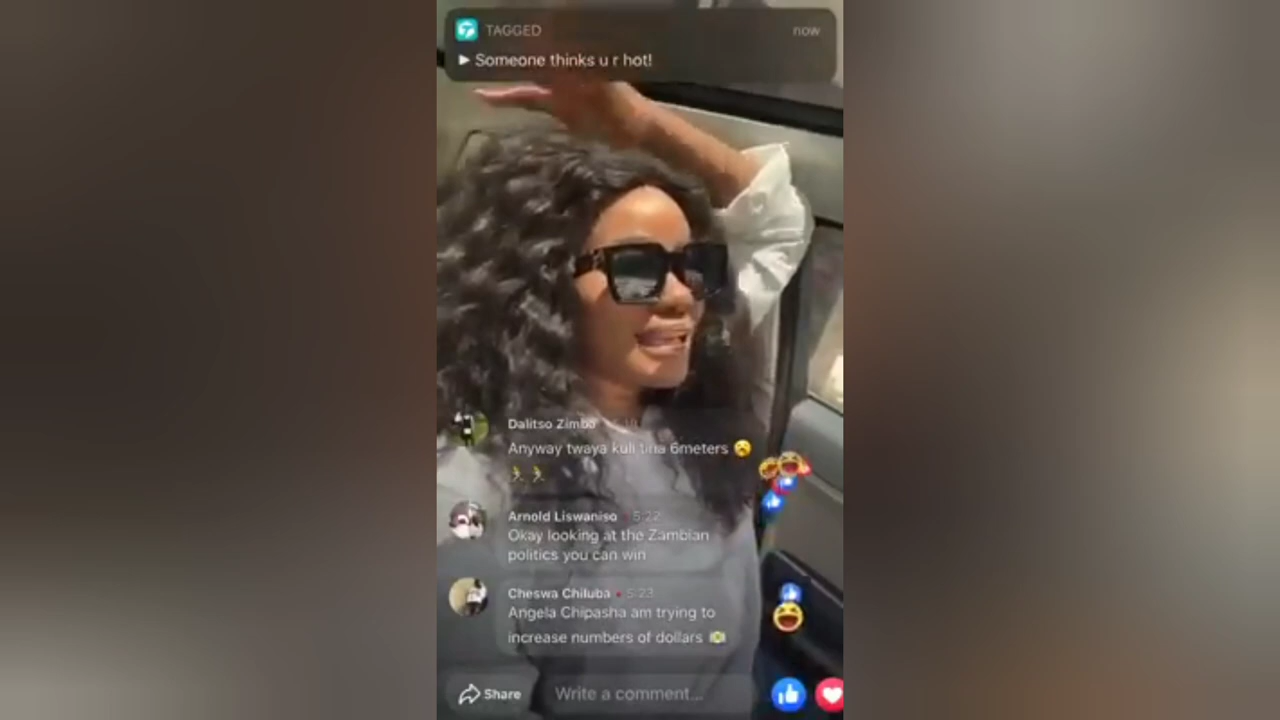 TAGGED
now
Someone thinks u r hot!
Dalitso Zimba
Anyway twaya kuli tina 6meters 😵
🏃🏃
Arnold Liswaniso • 5:22
Okay looking at the Zambian
politics you can win
Cheswa Chiluba • 5:23
Angela Chipasha am trying to
increase numbers of dollars 💵
Share
Write a comment...